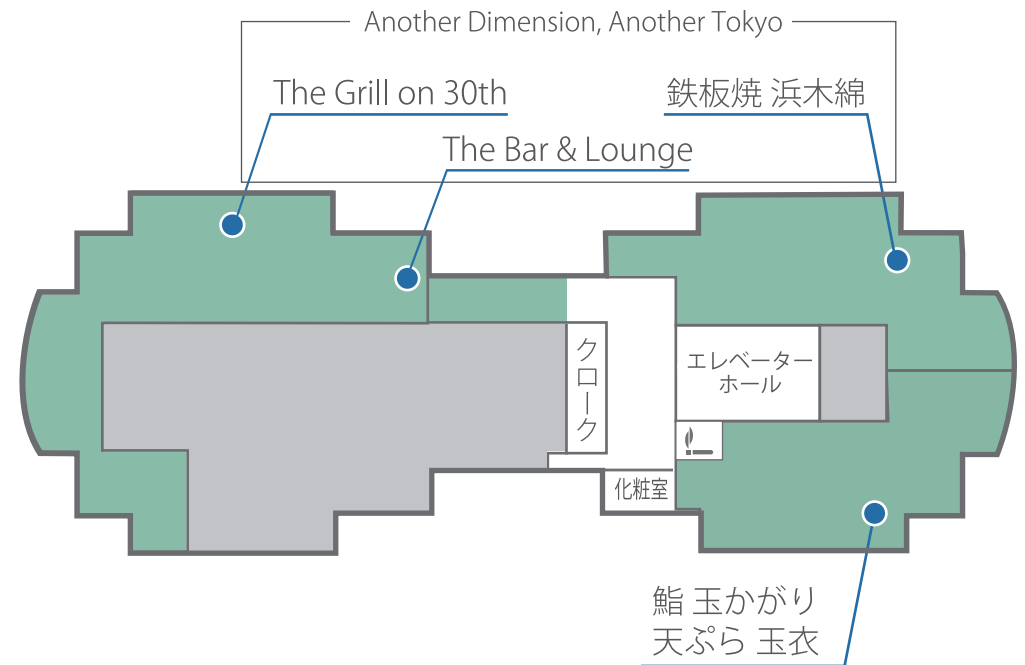 Another Dimension, Another Tokyo
The Grill on 30th
鉄板焼 浜木綿
The Bar & Lounge
クローク
エレベーター
ホール
化粧室
鮨 玉かがり
天ぷら 玉衣